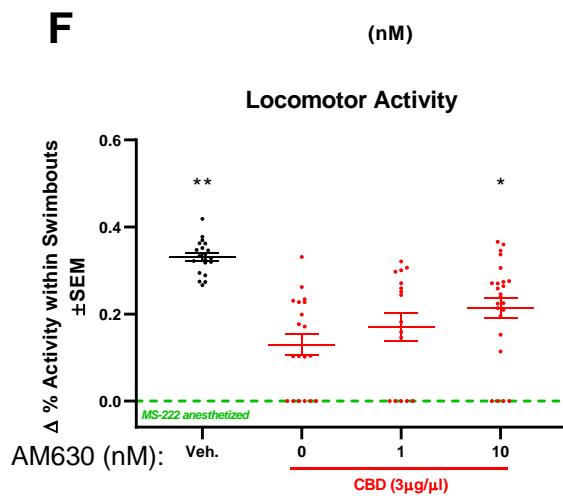 F
(nM)
Locomotor Activity
Δ % Activity within Swimbouts
±SEM
0.6
0.4
0.2
0.0
**
*
MS-222 anesthetized
AM630 (nM):
Veh.
0
1
10
CBD (3µg/µl)